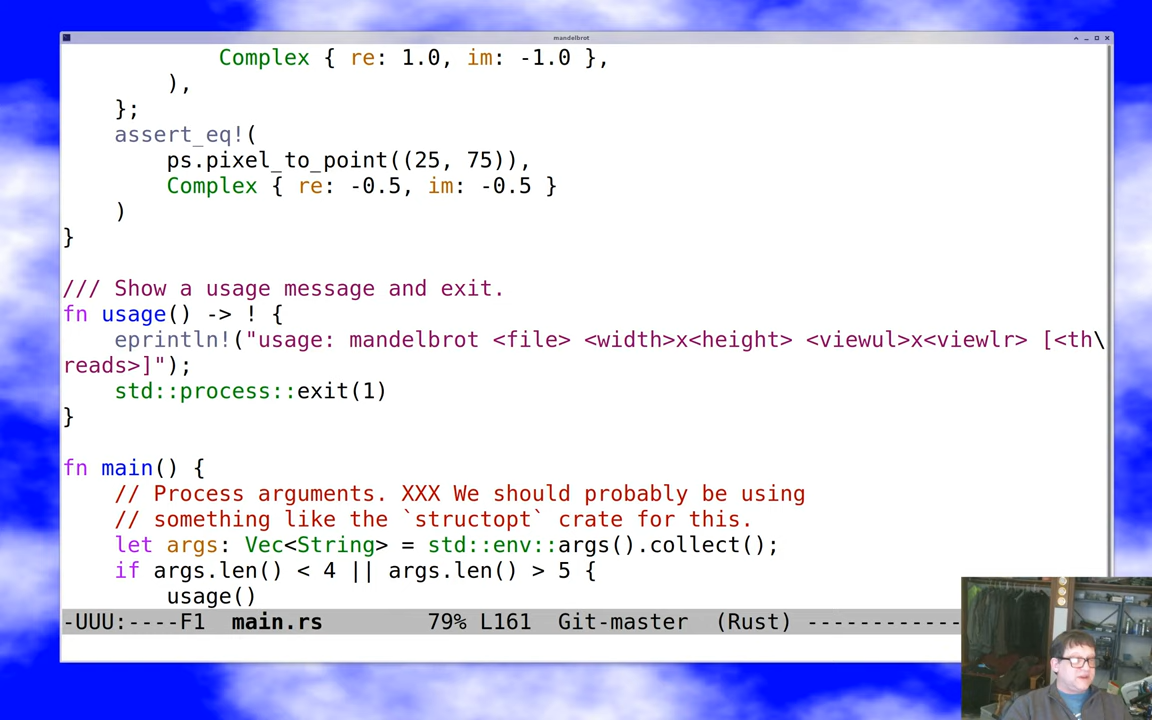 mandelbrot
Complex { re: 1.0, im: -1.0 },
),
};
assert_eq!(
ps.pixel_to_point((25, 75)),
Complex { re: -0.5, im: -0.5 }
)
}
/// Show a usage message and exit.
fn usage() -> ! {
eprintln!("usage: mandelbrot <file> <width>x<height> <viewul>x<viewlr> [<th\
reads>]");
std::process::exit(1)
}
fn main() {
// Process arguments. XXX We should probably be using
// something like the `structopt` crate for this.
let args: Vec<String> = std::env::args().collect();
if args.len() < 4 || args.len() > 5 {
usage()
-UUU:----F1  main.rs        79% L161  Git-master  (Rust) ------------